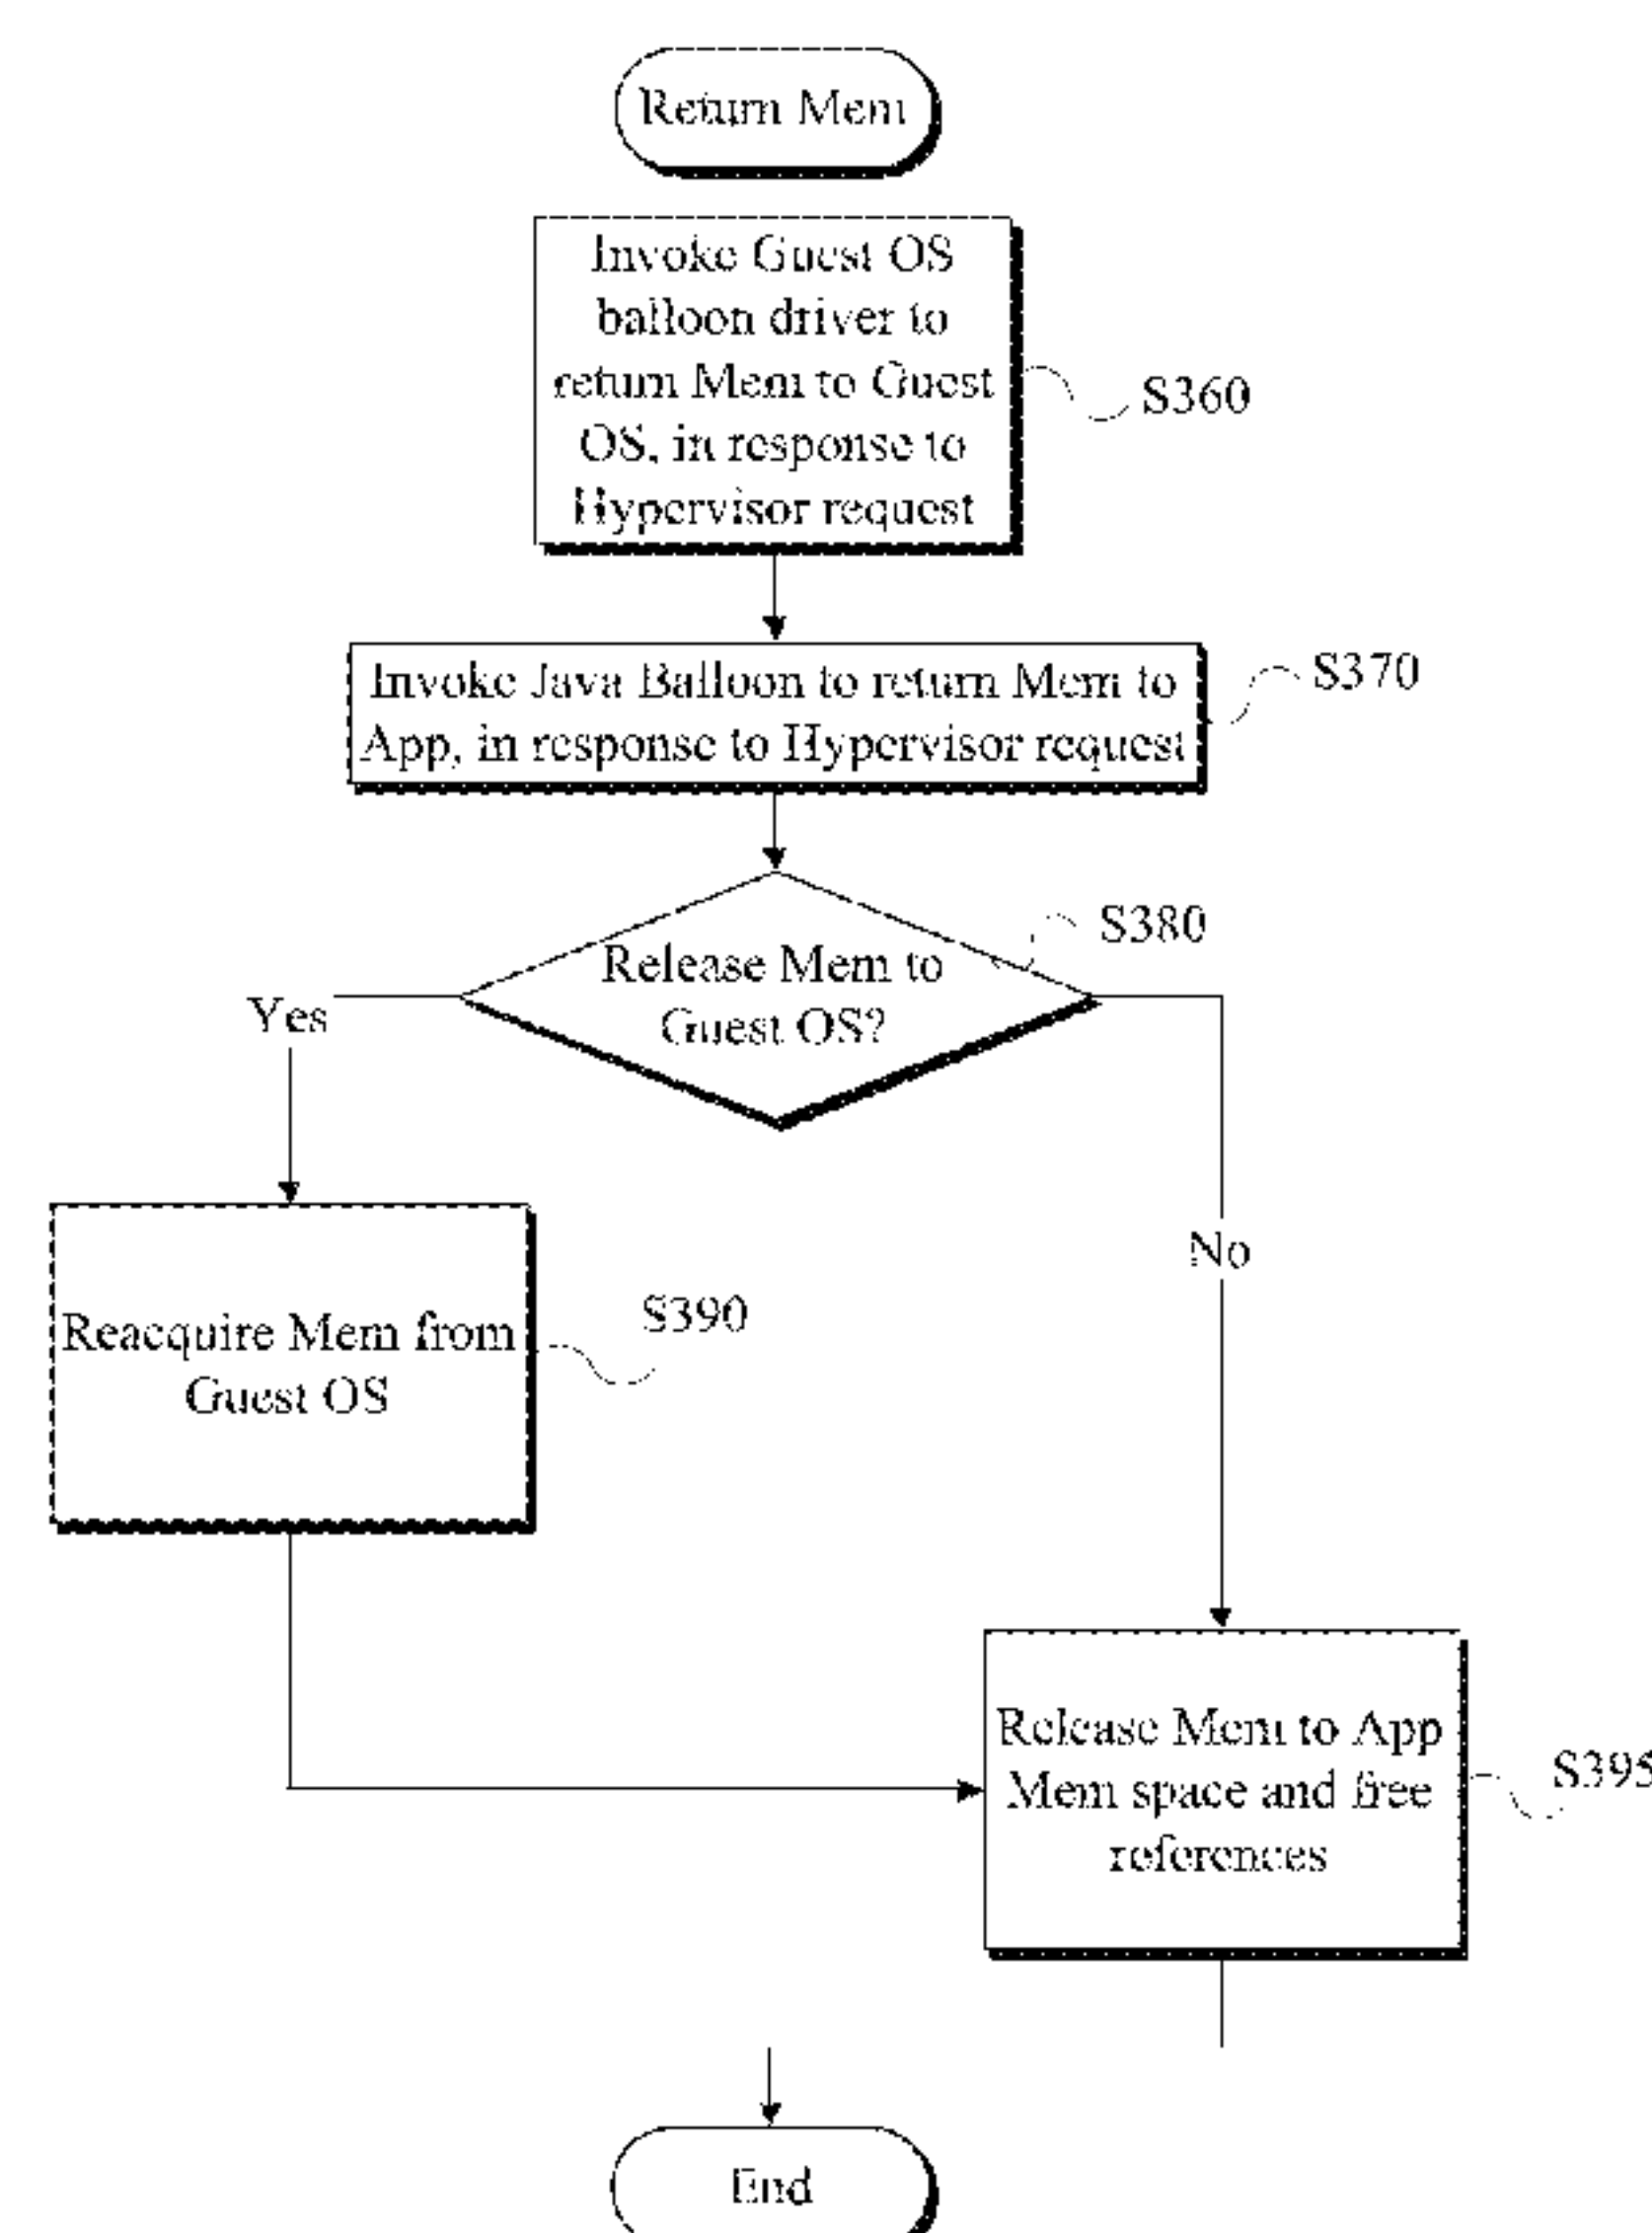 Return Mem
Invoke Guest OS
balloon driver to
return Mem to Guest
OS, in response to
Hypervisor request
S360
Invoke Java Balloon to return Mem to
App, in response to Hypervisor request
S370
Release Mem to
Guest OS?
S380
Yes
No
Reacquire Mem from
Guest OS
S390
Release Mem to App
Mem space and free
references
S395
End